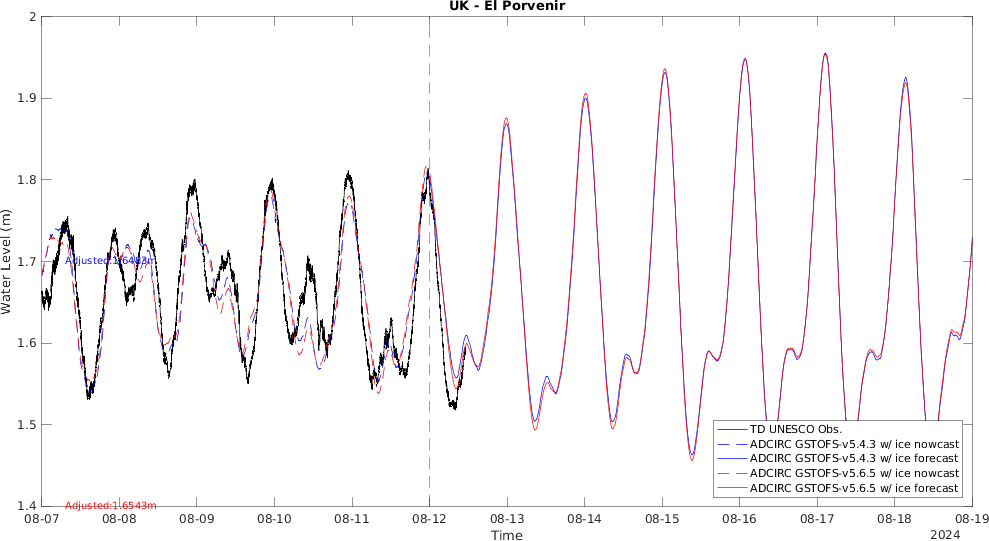 UK - El Porvenir
2
1.9
1.8
1.7
1.6
1.5
1.4
Water Level (m)
Adjusted:1.6483m
Adjusted:1.6543m
TD UNESCO Obs.
ADCIRC GSTOFS-v5.4.3 w/ ice nowcast
ADCIRC GSTOFS-v5.4.3 w/ ice forecast
ADCIRC GSTOFS-v5.6.5 w/ ice nowcast
ADCIRC GSTOFS-v5.6.5 w/ ice forecast
08-07 08-08 08-09 08-10 08-11 08-12 08-13 08-14 08-15 08-16 08-17 08-18 08-19
Time
2024